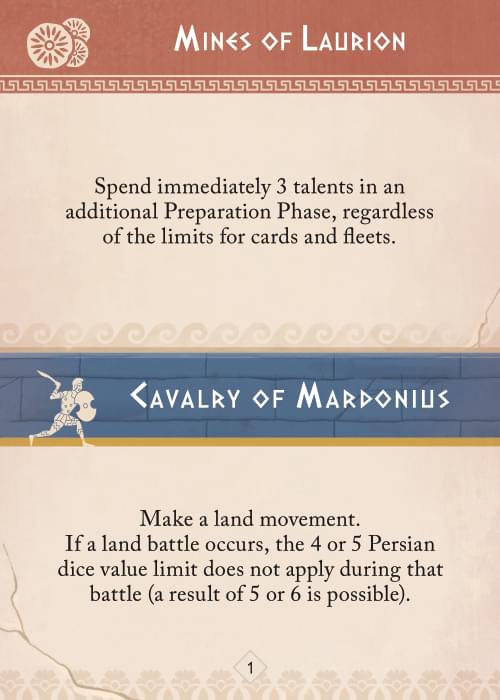 Mines of Laurion
Spend immediately 3 talents in an
additional Preparation Phase, regardless
of the limits for cards and fleets.
Cavalry of Mardonius
Make a land movement.
If a land battle occurs, the 4 or 5 Persian
dice value limit does not apply during that
battle (a result of 5 or 6 is possible).
1